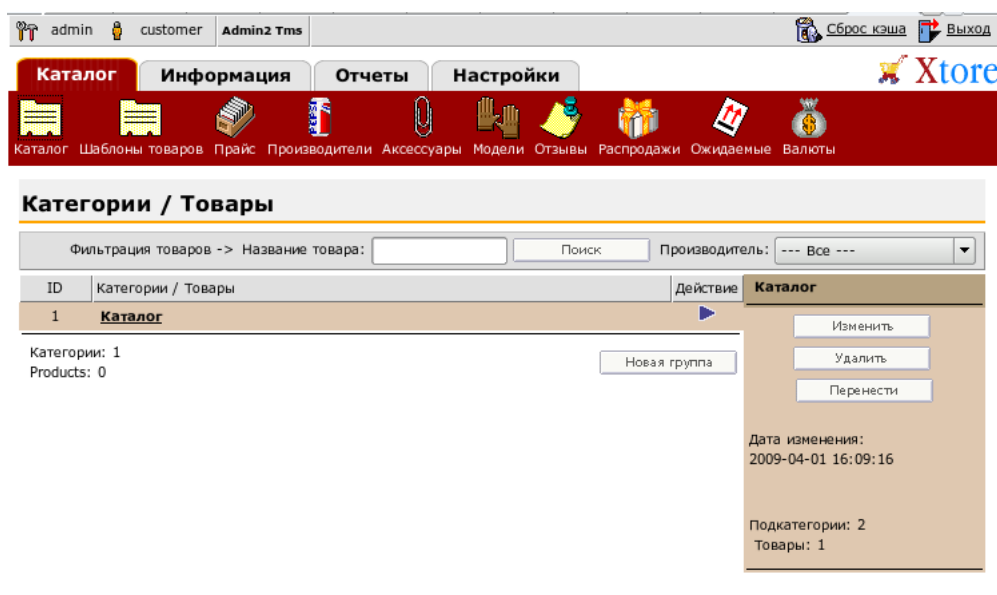 admin customer Admin2 Tms Сброс кэша Выход
Каталог Информация Отчеты Настройки Xtore
Каталог Шаблоны товаров Прайс Производители Аксессуары Модели Отзывы Распродажи Ожидаемые Валюты
Категории / Товары
Фильтрация товаров -> Название товара: Поиск Производитель: --- Все ---
ID Категории / Товары Действие Каталог
1 Каталог
Изменить
Категории: 1
Products: 0
Новая группа
Удалить
Перенести
Дата изменения:
2009-04-01 16:09:16
Подкатегории: 2
Товары: 1